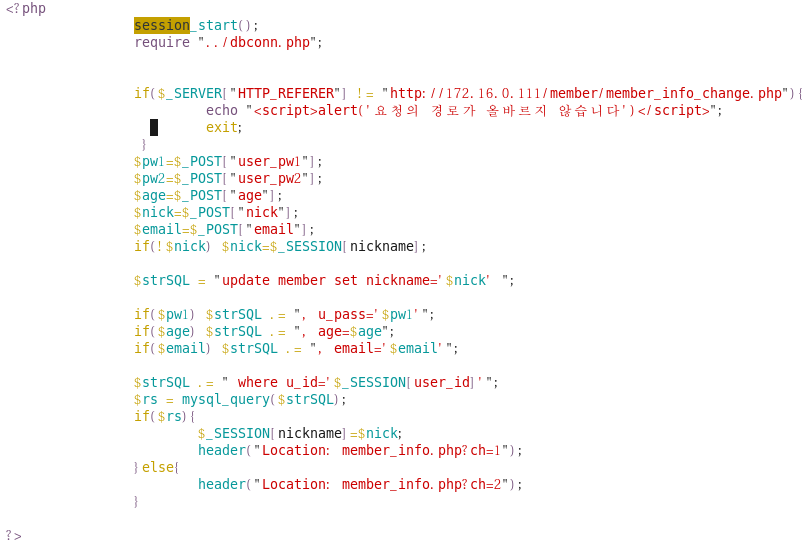 <?php
session_start();
require "../dbconn.php";
if($_SERVER["HTTP_REFERER"] != "http://172.16.0.111/member/member_info_change.php"){
echo "<script>alert('요청의 경로가 올바르지 않습니다')</script>";
exit;
}
$pw1=$_POST["user_pw1"];
$pw2=$_POST["user_pw2"];
$age=$_POST["age"];
$nick=$_POST["nick"];
$email=$_POST["email"];
if(!$nick) $nick=$_SESSION[nickname];
$strSQL = "update member set nickname='$nick' ";
if($pw1) $strSQL .= ", u_pass='$pw1'";
if($age) $strSQL .= ", age=$age";
if($email) $strSQL .= ", email='$email'";
$strSQL .= " where u_id='$_SESSION[user_id]'";
$rs = mysql_query($strSQL);
if($rs){
$_SESSION[nickname]=$nick;
header("Location: member_info.php?ch=1");
}else{
header("Location: member_info.php?ch=2");
}
?>